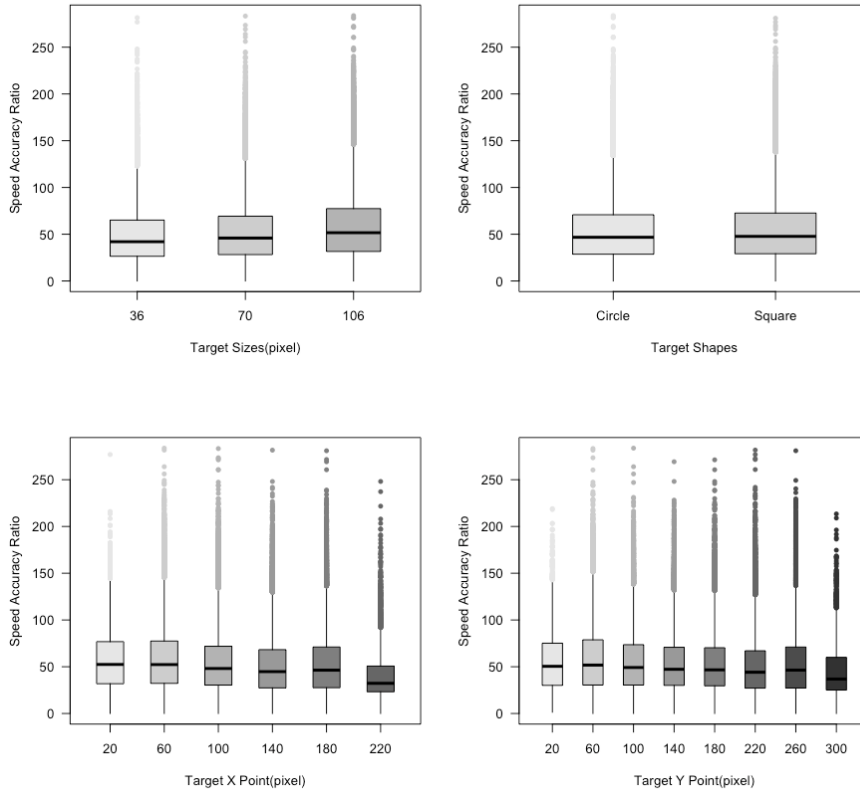 Speed Accuracy Ratio
250
200
150
100
50
0
36 70 106
Target Sizes(pixel)
Speed Accuracy Ratio
250
200
150
100
50
0
Circle Square
Target Shapes
Speed Accuracy Ratio
250
200
150
100
50
0
20 60 100 140 180 220
Target X Point(pixel)
Speed Accuracy Ratio
250
200
150
100
50
0
20 60 100 140 180 220 260 300
Target Y Point(pixel)